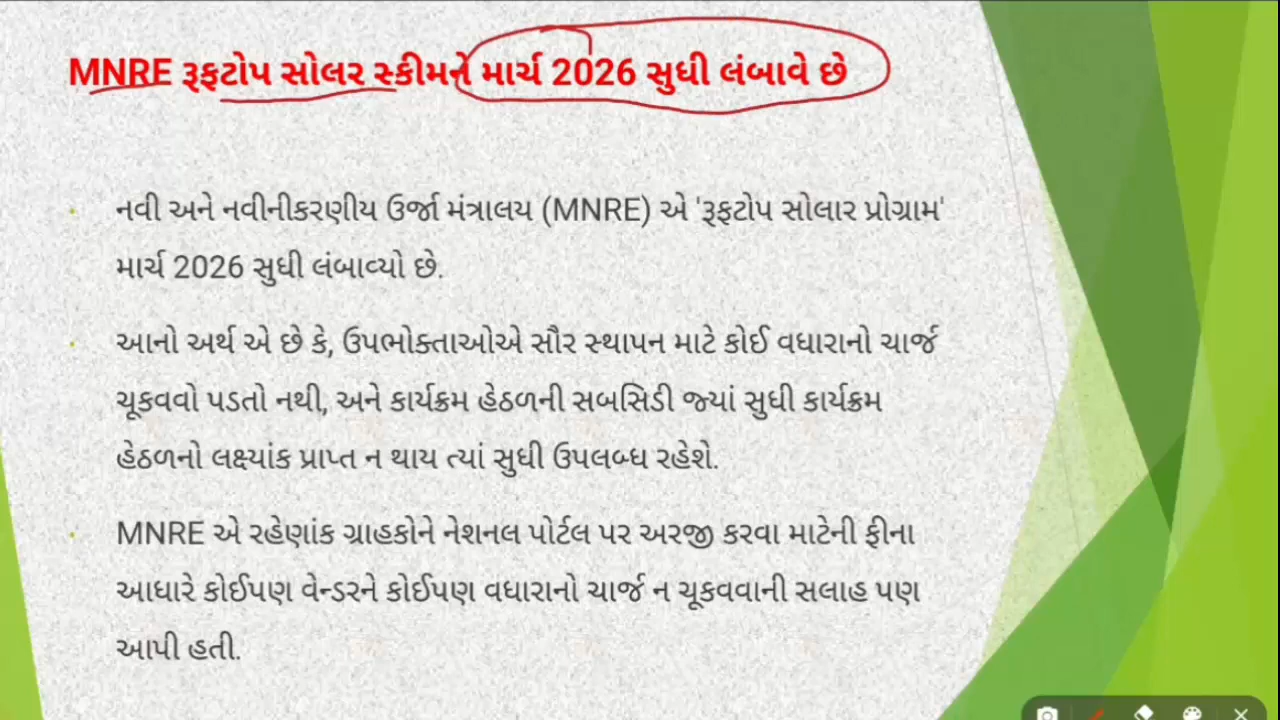 MNRE રૂફટોપ સોલર સ્કીમને માર્ચ 2026 સુધી લંબાવે છે
નવી અને નવીનીકરણીય ઉર્જા મંત્રાલય (MNRE) એ 'રૂફટોપ સોલાર પ્રોગ્રામ'
માર્ચ 2026 સુધી લંબાવ્યો છે.
આનો અર્થ એ છે કે, ઉપભોક્તાઓએ સૌર સ્થાપન માટે કોઈ વધારાનો ચાર્જ
ચૂકવવો પડતો નથી, અને કાર્યક્રમ હેઠળની સબસિડી જ્યાં સુધી કાર્યક્રમ
હેઠળનો લક્ષ્યાંક પ્રાપ્ત ન થાય ત્યાં સુધી ઉપલબ્ધ રહેશે.
MNRE એ રહેણાંક ગ્રાહકોને નેશનલ પોર્ટલ પર અરજી કરવા માટેની ફીના
આધારે કોઈપણ વેન્ડરને કોઈપણ વધારાનો ચાર્જ ન ચૂકવવાની સલાહ પણ
આપી હતી.